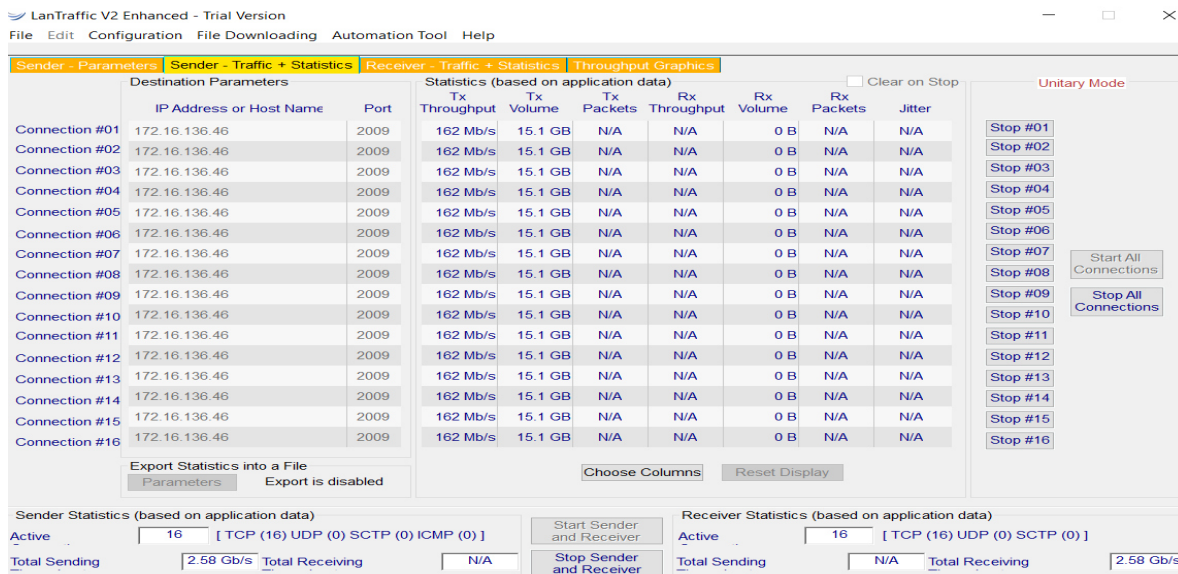 LanTraffic V2 Enhanced - Trial Version
File Edit Configuration File Downloading Automation Tool Help
Sender - Parameters Sender - Traffic + Statistics Receiver - Traffic + Statistics Throughput Graphics
Destination Parameters Statistics (based on application data) Clear on Stop Unitary Mode
IP Address or Host Name Port Tx Throughput Tx Volume Tx Packets Rx Throughput Rx Volume Rx Packets Jitter
Connection #01 172.16.136.46 2009 162 Mb/s 15.1 GB N/A N/A 0 B N/A N/A Stop #01
Connection #02 172.16.136.46 2009 162 Mb/s 15.1 GB N/A N/A 0 B N/A N/A Stop #02
Connection #03 172.16.136.46 2009 162 Mb/s 15.1 GB N/A N/A 0 B N/A N/A Stop #03
Connection #04 172.16.136.46 2009 162 Mb/s 15.1 GB N/A N/A 0 B N/A N/A Stop #04
Connection #05 172.16.136.46 2009 162 Mb/s 15.1 GB N/A N/A 0 B N/A N/A Stop #05
Connection #06 172.16.136.46 2009 162 Mb/s 15.1 GB N/A N/A 0 B N/A N/A Stop #06
Connection #07 172.16.136.46 2009 162 Mb/s 15.1 GB N/A N/A 0 B N/A N/A Stop #07
Start All Connections
Connection #08 172.16.136.46 2009 162 Mb/s 15.1 GB N/A N/A 0 B N/A N/A Stop #08
Connection #09 172.16.136.46 2009 162 Mb/s 15.1 GB N/A N/A 0 B N/A N/A Stop #09
Stop All Connections
Connection #10 172.16.136.46 2009 162 Mb/s 15.1 GB N/A N/A 0 B N/A N/A Stop #10
Connection #11 172.16.136.46 2009 162 Mb/s 15.1 GB N/A N/A 0 B N/A N/A Stop #11
Connection #12 172.16.136.46 2009 162 Mb/s 15.1 GB N/A N/A 0 B N/A N/A Stop #12
Connection #13 172.16.136.46 2009 162 Mb/s 15.1 GB N/A N/A 0 B N/A N/A Stop #13
Connection #14 172.16.136.46 2009 162 Mb/s 15.1 GB N/A N/A 0 B N/A N/A Stop #14
Connection #15 172.16.136.46 2009 162 Mb/s 15.1 GB N/A N/A 0 B N/A N/A Stop #15
Connection #16 172.16.136.46 2009 162 Mb/s 15.1 GB N/A N/A 0 B N/A N/A Stop #16
Export Statistics into a File
Parameters Export is disabled Choose Columns Reset Display
Sender Statistics (based on application data)
Active 16 [ TCP (16) UDP (0) SCTP (0) ICMP (0) ]
Total Sending 2.58 Gb/s Total Receiving N/A
Start Sender and Receiver
Stop Sender and Receiver
Receiver Statistics (based on application data)
Active 16 [ TCP (16) UDP (0) SCTP (0) ]
Total Sending N/A Total Receiving 2.58 Gb/s